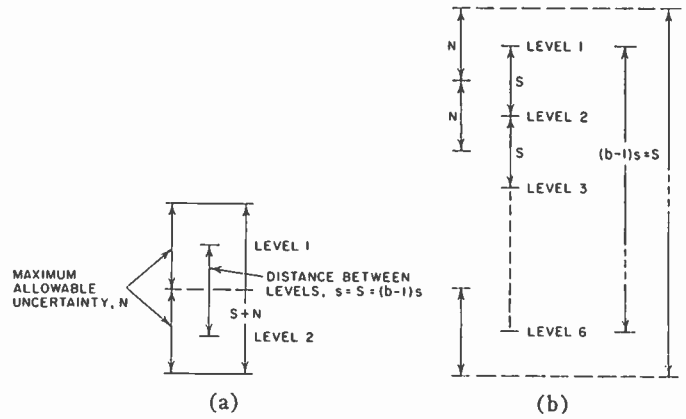 LEVEL 1
DISTANCE BETWEEN
LEVELS, s = S = (b-1)s
MAXIMUM
ALLOWABLE
UNCERTAINTY, N
S + N
LEVEL 2
(a)
N
LEVEL 1
S
LEVEL 2
N
S
(b-1)s = S
LEVEL 3
LEVEL 6
(b)